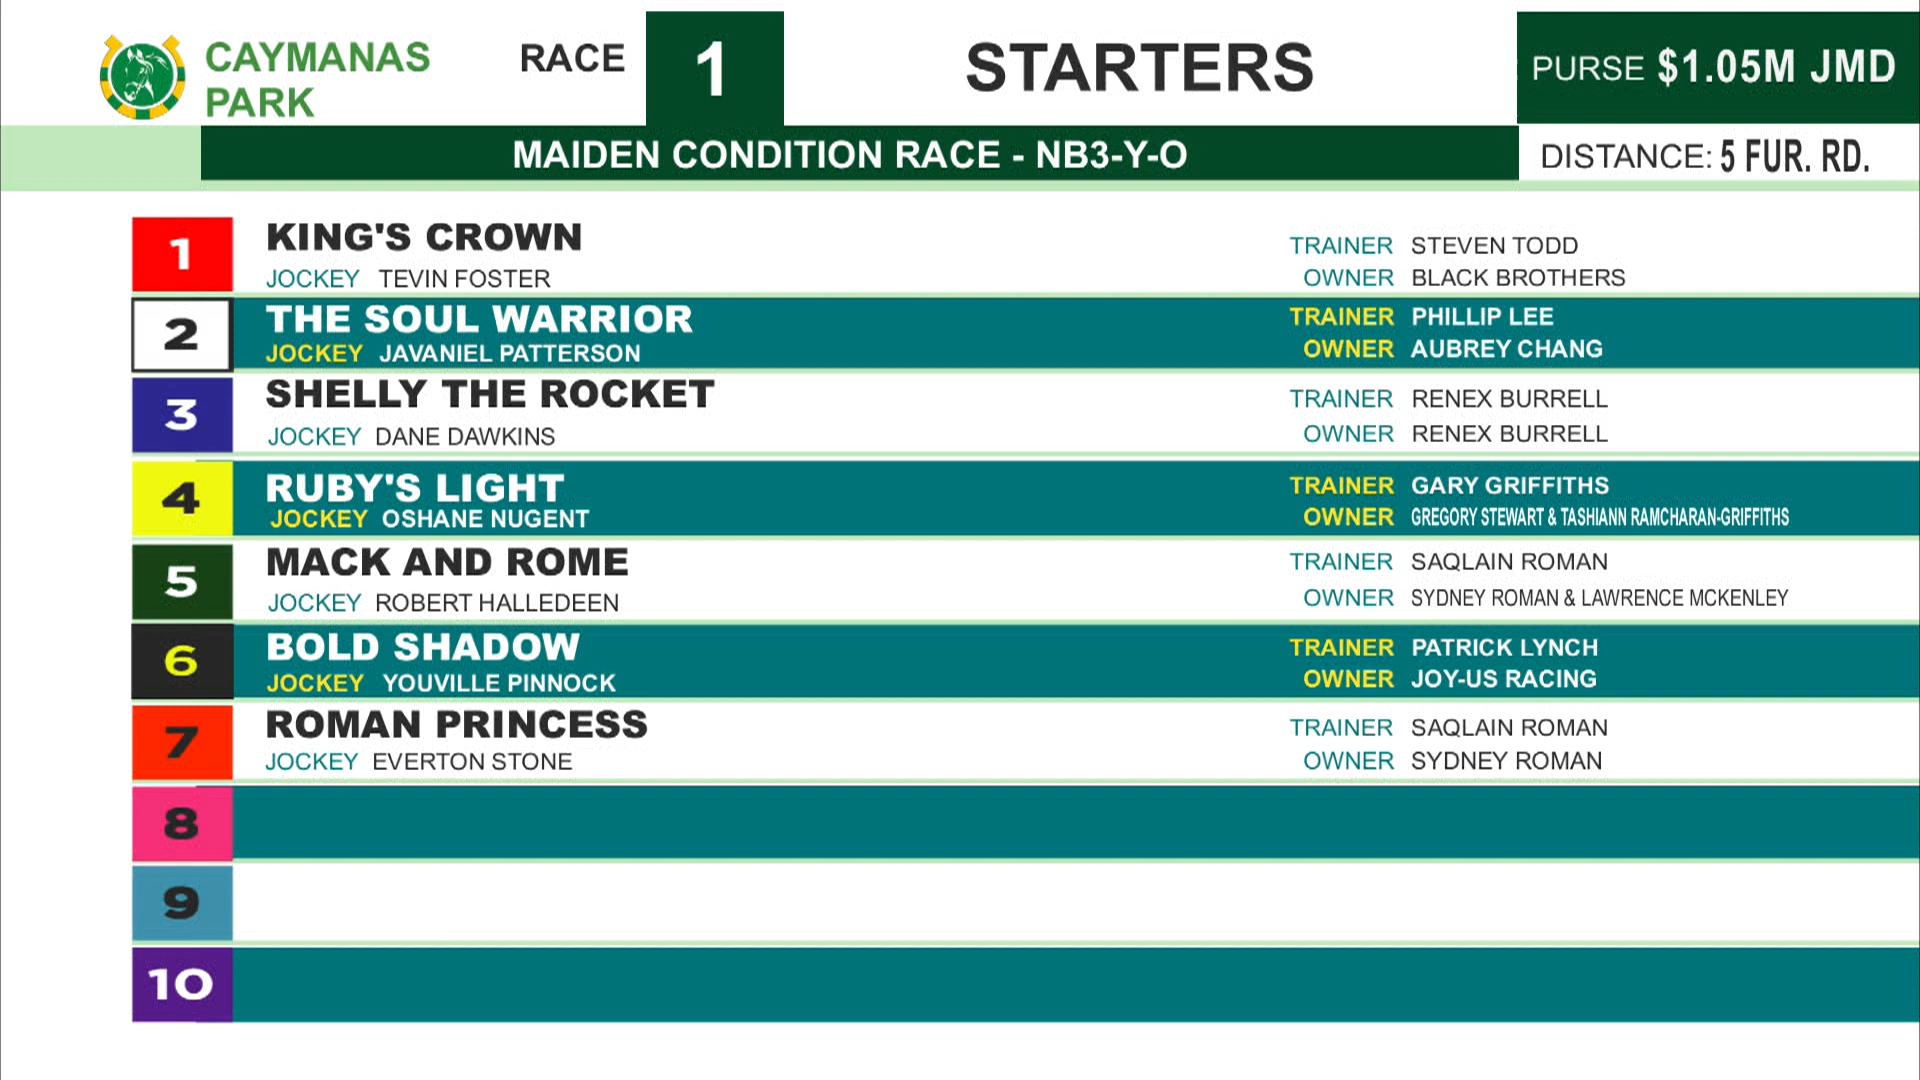 CAYMANAS PARK
RACE 1
STARTERS
PURSE $1.05M JMD
MAIDEN CONDITION RACE - NB3-Y-O
DISTANCE: 5 FUR. RD.
1 KING'S CROWN
JOCKEY TEVIN FOSTER
TRAINER STEVEN TODD
OWNER BLACK BROTHERS
2 THE SOUL WARRIOR
JOCKEY JAVANIEL PATTERSON
TRAINER PHILLIP LEE
OWNER AUBREY CHANG
3 SHELLY THE ROCKET
JOCKEY DANE DAWKINS
TRAINER RENEX BURRELL
OWNER RENEX BURRELL
4 RUBY'S LIGHT
JOCKEY OSHANE NUGENT
TRAINER GARY GRIFFITHS
OWNER GREGORY STEWART & TASHIANN RAMCHARAN-GRIFFITHS
5 MACK AND ROME
JOCKEY ROBERT HALLEDEEN
TRAINER SAQLAIN ROMAN
OWNER SYDNEY ROMAN & LAWRENCE MCKENLEY
6 BOLD SHADOW
JOCKEY YOUVILLE PINNOCK
TRAINER PATRICK LYNCH
OWNER JOY-US RACING
7 ROMAN PRINCESS
JOCKEY EVERTON STONE
TRAINER SAQLAIN ROMAN
OWNER SYDNEY ROMAN
8
9
10